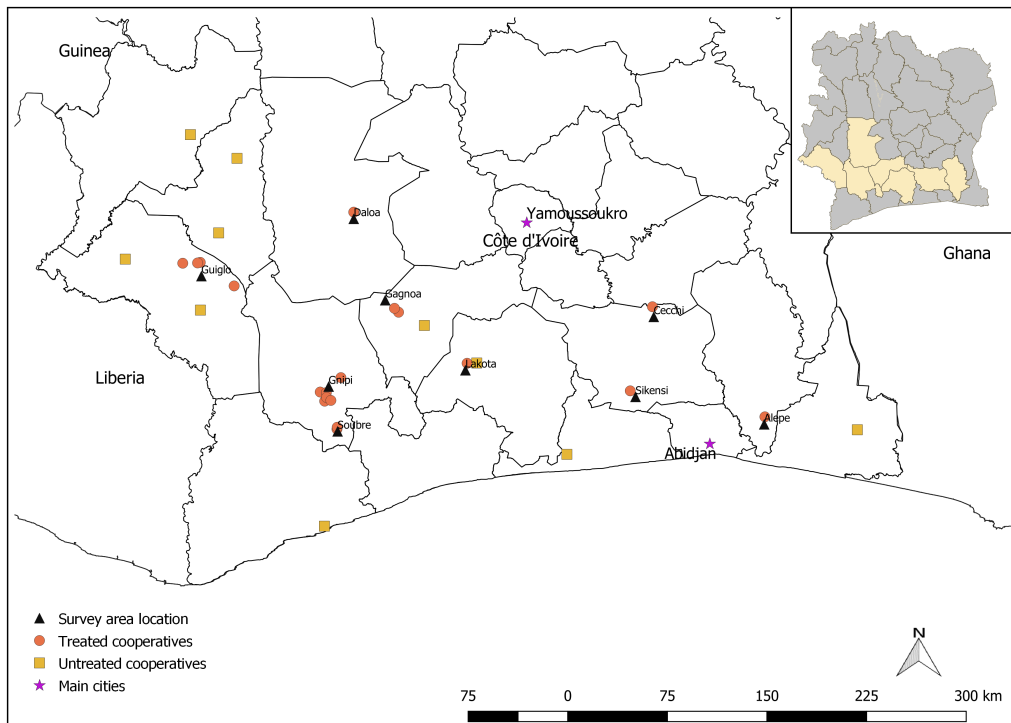 Guinea
Daloa
Yamoussoukro
Côte d'Ivoire
Ghana
Guiglo
Gagnoa
Cecchi
Lakota
Liberia
Gnipi
Sikensi
Soubre
Alepe
Abidjan
Survey area location
Treated cooperatives
Untreated cooperatives
Main cities
N
75 0 75 150 225 300 km